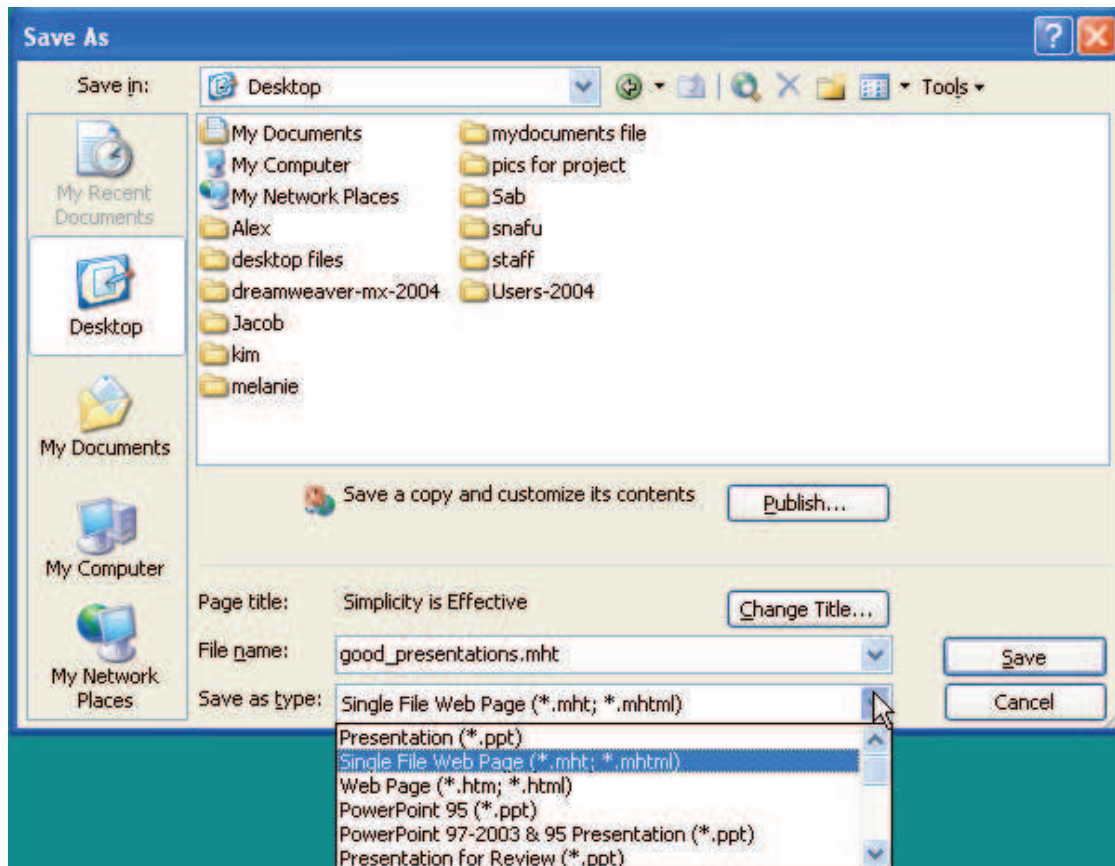 Save As
Save in:
Desktop
Tools
My Recent
Documents
Desktop
My Documents
My Computer
My Network
Places
My Documents
My Computer
My Network Places
Alex
desktop files
dreamweaver-mx-2004
Jacob
kim
melanie
mydocuments file
pics for project
Sab
snafu
staff
Users-2004
Save a copy and customize its contents
Publish...
Page title:
Simplicity is Effective
Change Title...
File name:
good_presentations.mht
Save
Save as type:
Single File Web Page (*.mht; *.mhtml)
Cancel
Presentation (*.ppt)
Single File Web Page (*.mht; *.mhtml)
Web Page (*.htm; *.html)
PowerPoint 95 (*.ppt)
PowerPoint 97-2003 & 95 Presentation (*.ppt)
Presentation for Review (*.ppt)